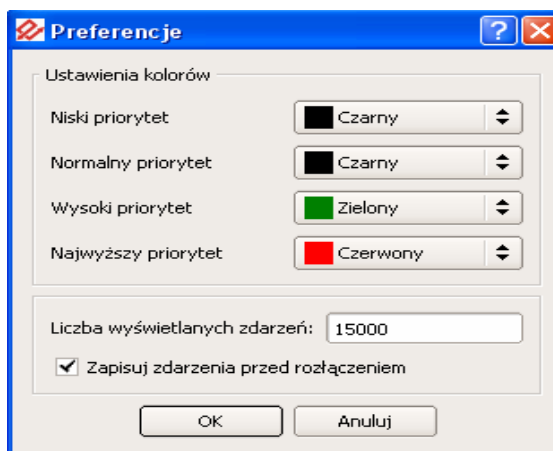 Preferencje
Ustawienia kolorów
Niski priorytet Czarny
Normalny priorytet Czarny
Wysoki priorytet Zielony
Najwyższy priorytet Czerwony
Liczba wyświetlanych zdarzeń: 15000
Zapisuj zdarzenia przed rozłączeniem
OK Anuluj